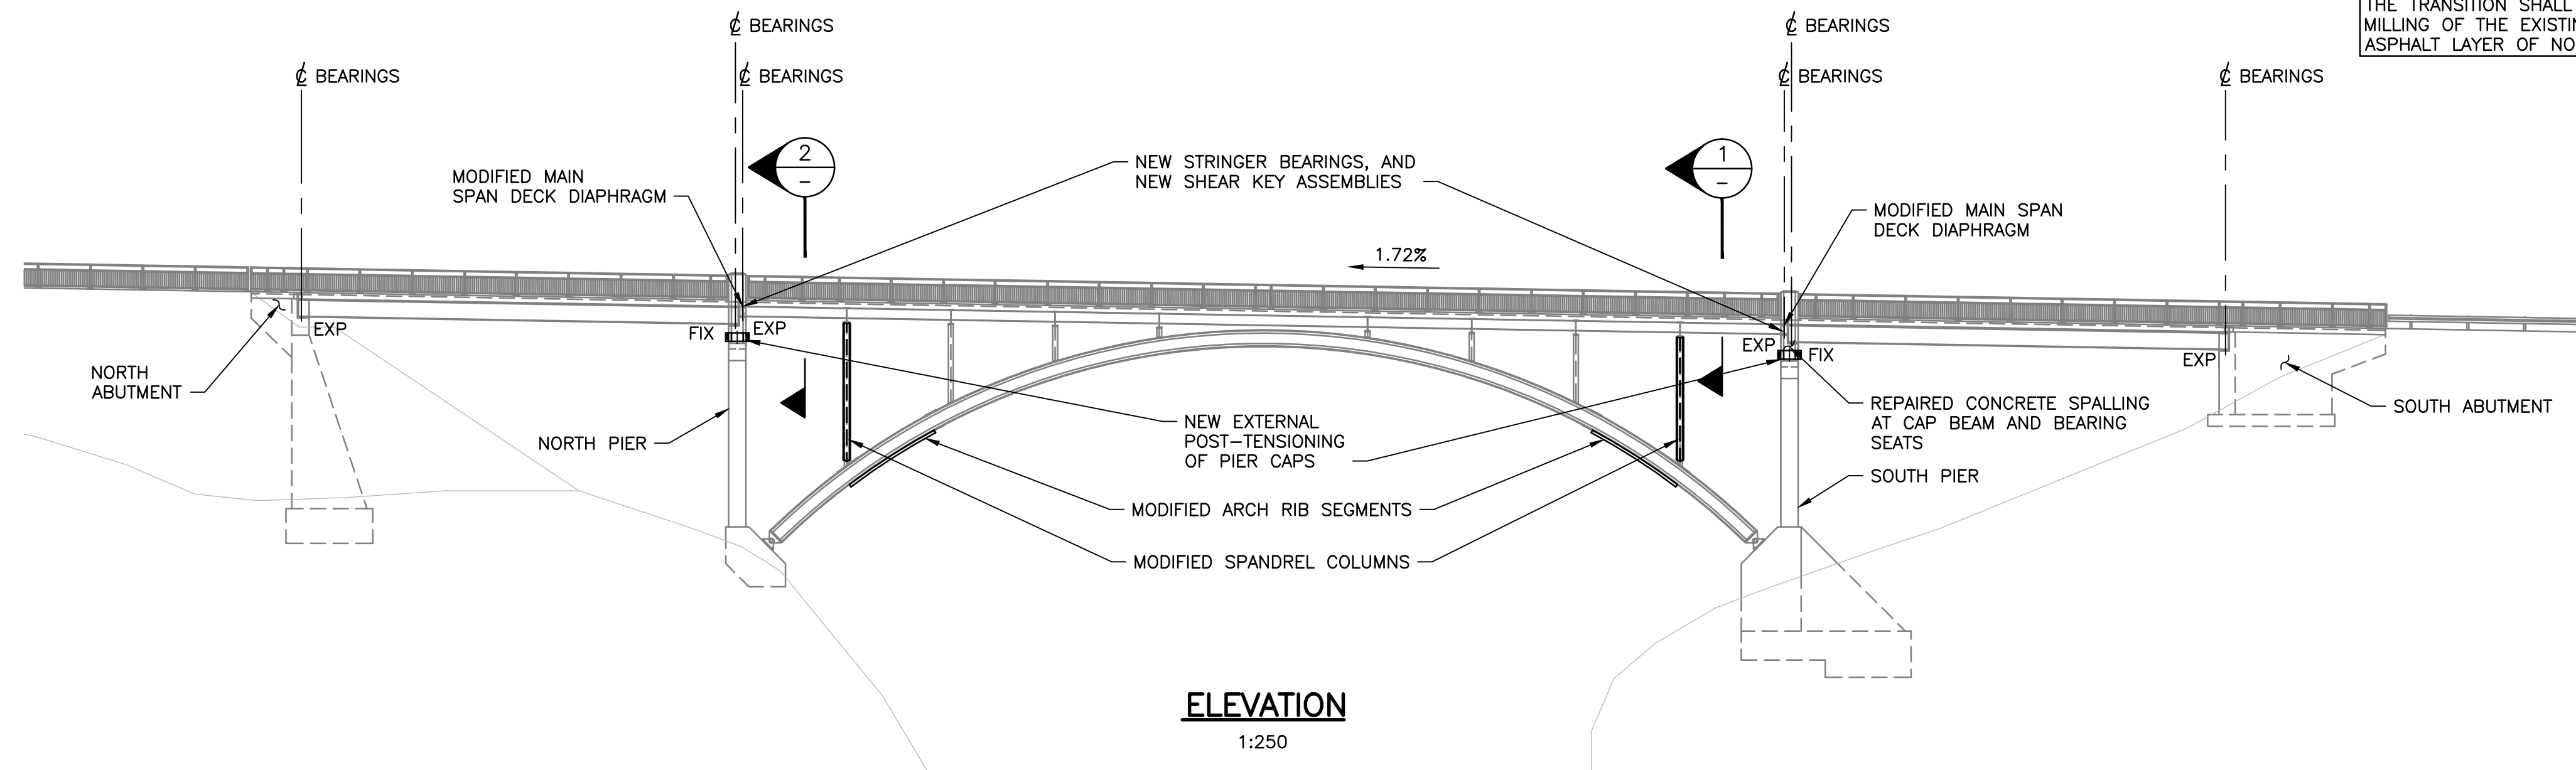 THE TRANSITION SHALL
MILLING OF THE EXISTIN
ASPHALT LAYER OF NO
℄ BEARINGS
℄ BEARINGS
℄ BEARINGS
℄ BEARINGS
℄ BEARINGS
℄ BEARINGS
2
–
1
–
MODIFIED MAIN
SPAN DECK DIAPHRAGM
NEW STRINGER BEARINGS, AND
NEW SHEAR KEY ASSEMBLIES
MODIFIED MAIN SPAN
DECK DIAPHRAGM
1.72%
EXP
FIX
EXP
EXP
FIX
EXP
NORTH
ABUTMENT
NORTH PIER
NEW EXTERNAL
POST-TENSIONING
OF PIER CAPS
REPAIRED CONCRETE SPALLING
AT CAP BEAM AND BEARING
SEATS
SOUTH ABUTMENT
SOUTH PIER
MODIFIED ARCH RIB SEGMENTS
MODIFIED SPANDREL COLUMNS
ELEVATION
1:250